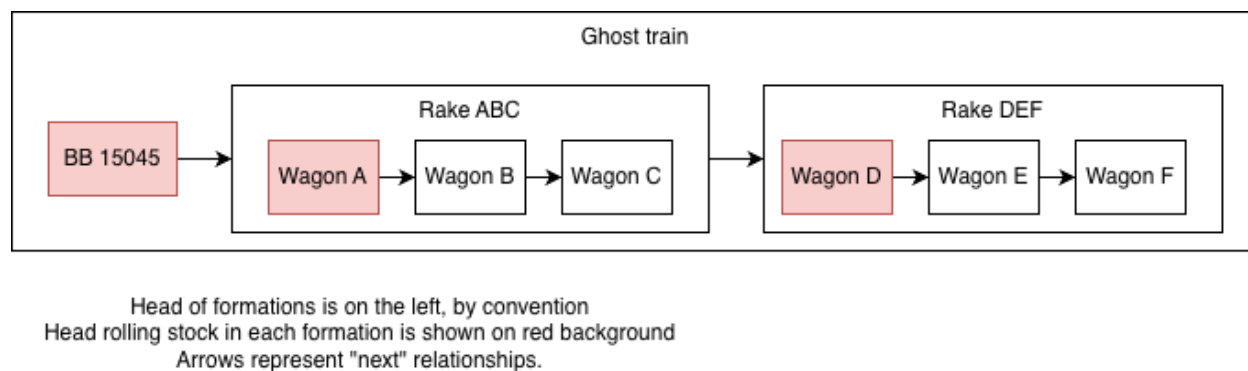 Ghost train
Rake ABC
Rake DEF
BB 15045
Wagon A
Wagon B
Wagon C
Wagon D
Wagon E
Wagon F
Head of formations is on the left, by convention
Head rolling stock in each formation is shown on red background
Arrows represent "next" relationships.